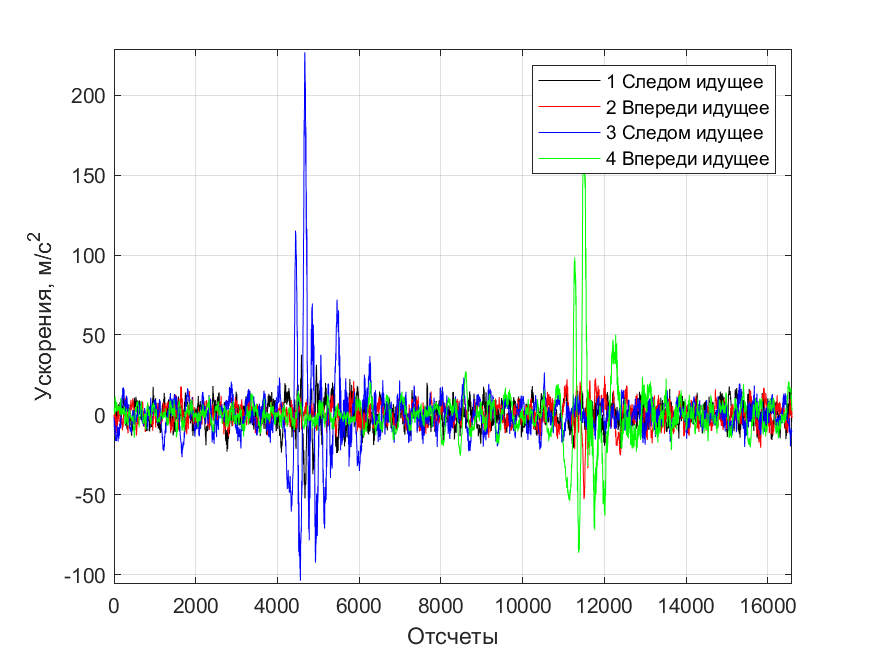 1 Следом идущее
2 Впереди идущее
3 Следом идущее
4 Впереди идущее
Ускорения, м/с²
200
150
100
50
0
-50
-100
0 2000 4000 6000 8000 10000 12000 14000 16000
Отсчеты